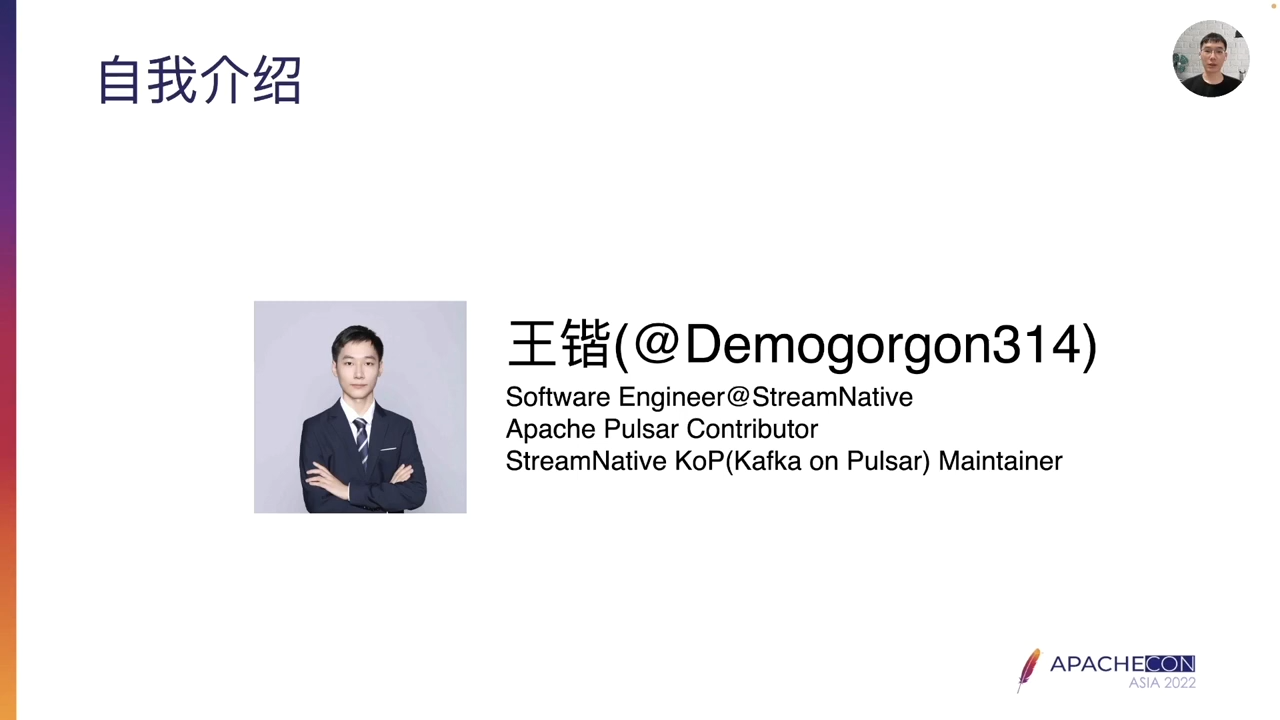 自我介绍
王锴(@Demogorgon314)
Software Engineer@StreamNative
Apache Pulsar Contributor
StreamNative KoP(Kafka on Pulsar) Maintainer
APACHECON
ASIA 2022